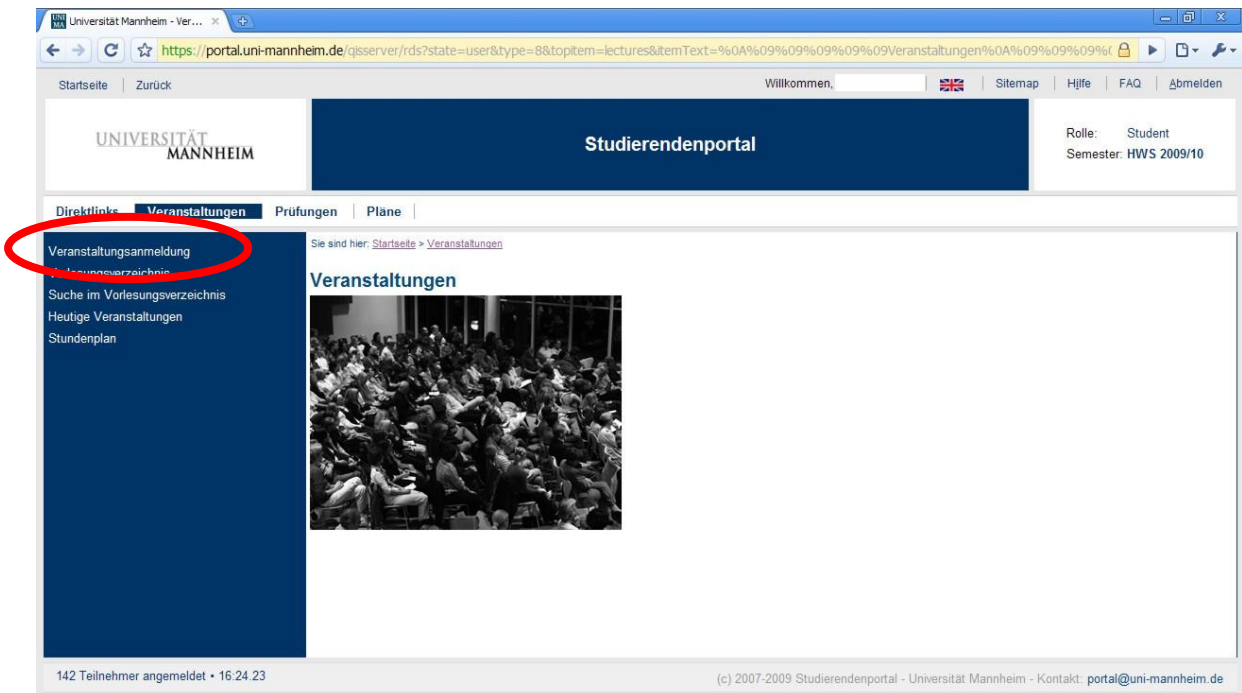 Universität Mannheim - Ver...
https://portal.uni-mannheim.de/qisserver/rds?state=user&type=8&topitem=lectures&itemText=%0A%09%09%09%09%09Veranstaltungen%0A%09%09%09%
Startseite | Zurück Willkommen, | Sitemap | Hilfe | FAQ | Abmelden
UNIVERSITÄT
MANNHEIM
Studierendenportal
Rolle: Student
Semester: HWS 2009/10
Direktlinks Veranstaltungen Prüfungen | Pläne |
Veranstaltungsanmeldung
Vorlesungsverzeichnis
Suche im Vorlesungsverzeichnis
Heutige Veranstaltungen
Stundenplan
Sie sind hier: Startseite > Veranstaltungen
Veranstaltungen
142 Teilnehmer angemeldet • 16:24.23
(c) 2007-2009 Studierendenportal - Universität Mannheim - Kontakt: portal@uni-mannheim.de